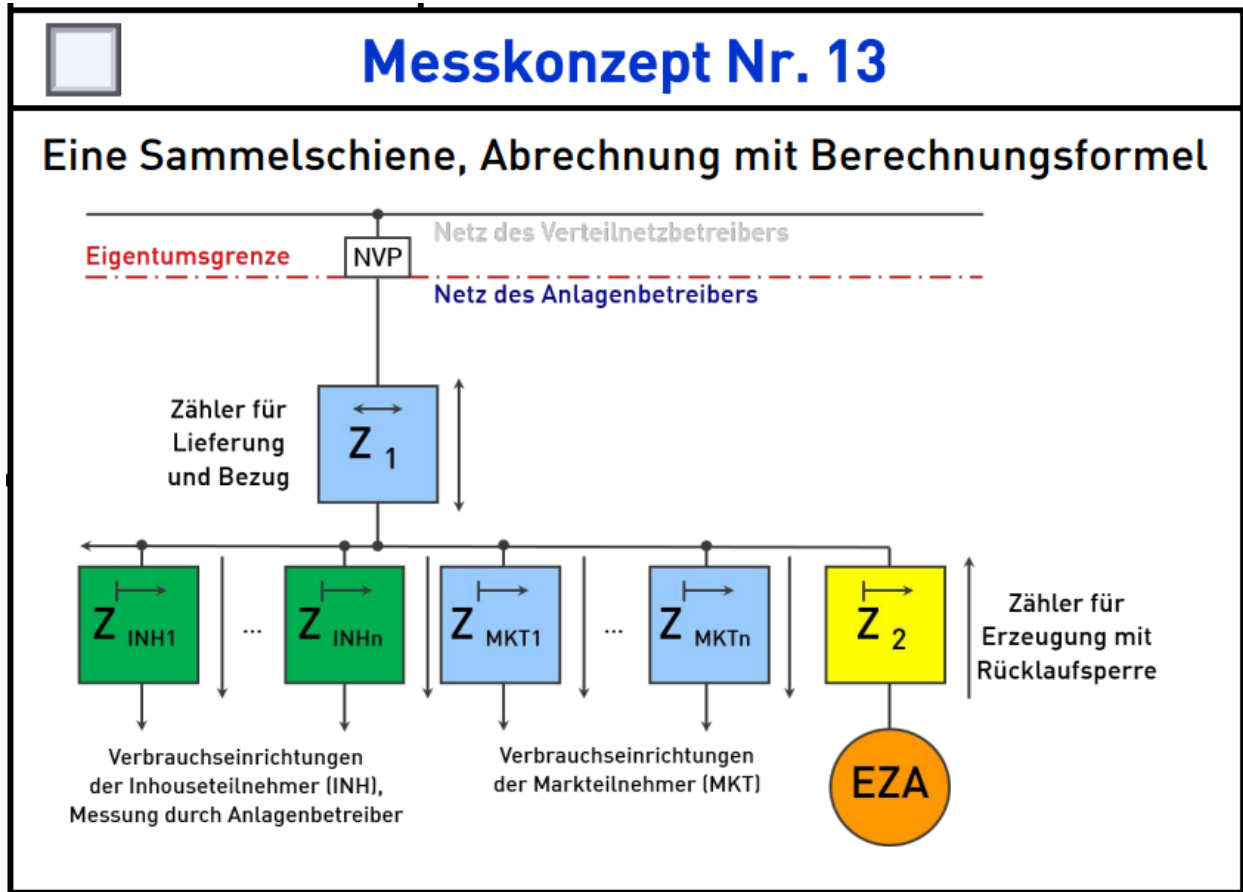 Messkonzept Nr. 13
Eine Sammelschiene, Abrechnung mit Berechnungsformel
Netz des Verteilnetzbetreibers
Eigentumsgrenze
NVP
Netz des Anlagenbetreibers
Zähler für
Lieferung
und Bezug
Z 1
Z INH1
...
Z INHn
Z MKT1
...
Z MKTn
Z 2
Zähler für
Erzeugung mit
Rücklaufsperre
Verbrauchseinrichtungen
der Inhouseteilnehmer (INH),
Messung durch Anlagenbetreiber
Verbrauchseinrichtungen
der Markteilnehmer (MKT)
EZA